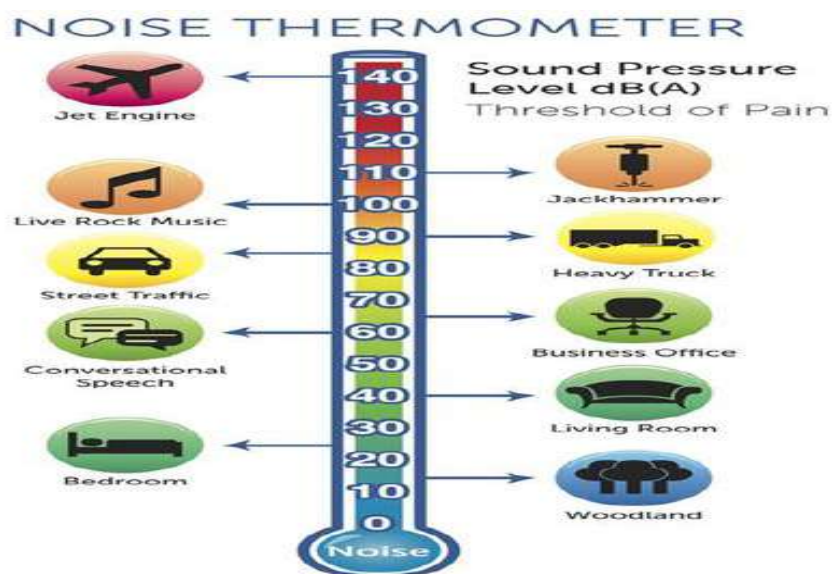 NOISE THERMOMETER
Sound Pressure
Level dB(A)
Threshold of Pain
140
130
120
110
100
90
80
70
60
50
40
30
20
10
0
Noise
Jet Engine
Live Rock Music
Street Traffic
Conversational
Speech
Bedroom
Jackhammer
Heavy Truck
Business Office
Living Room
Woodland